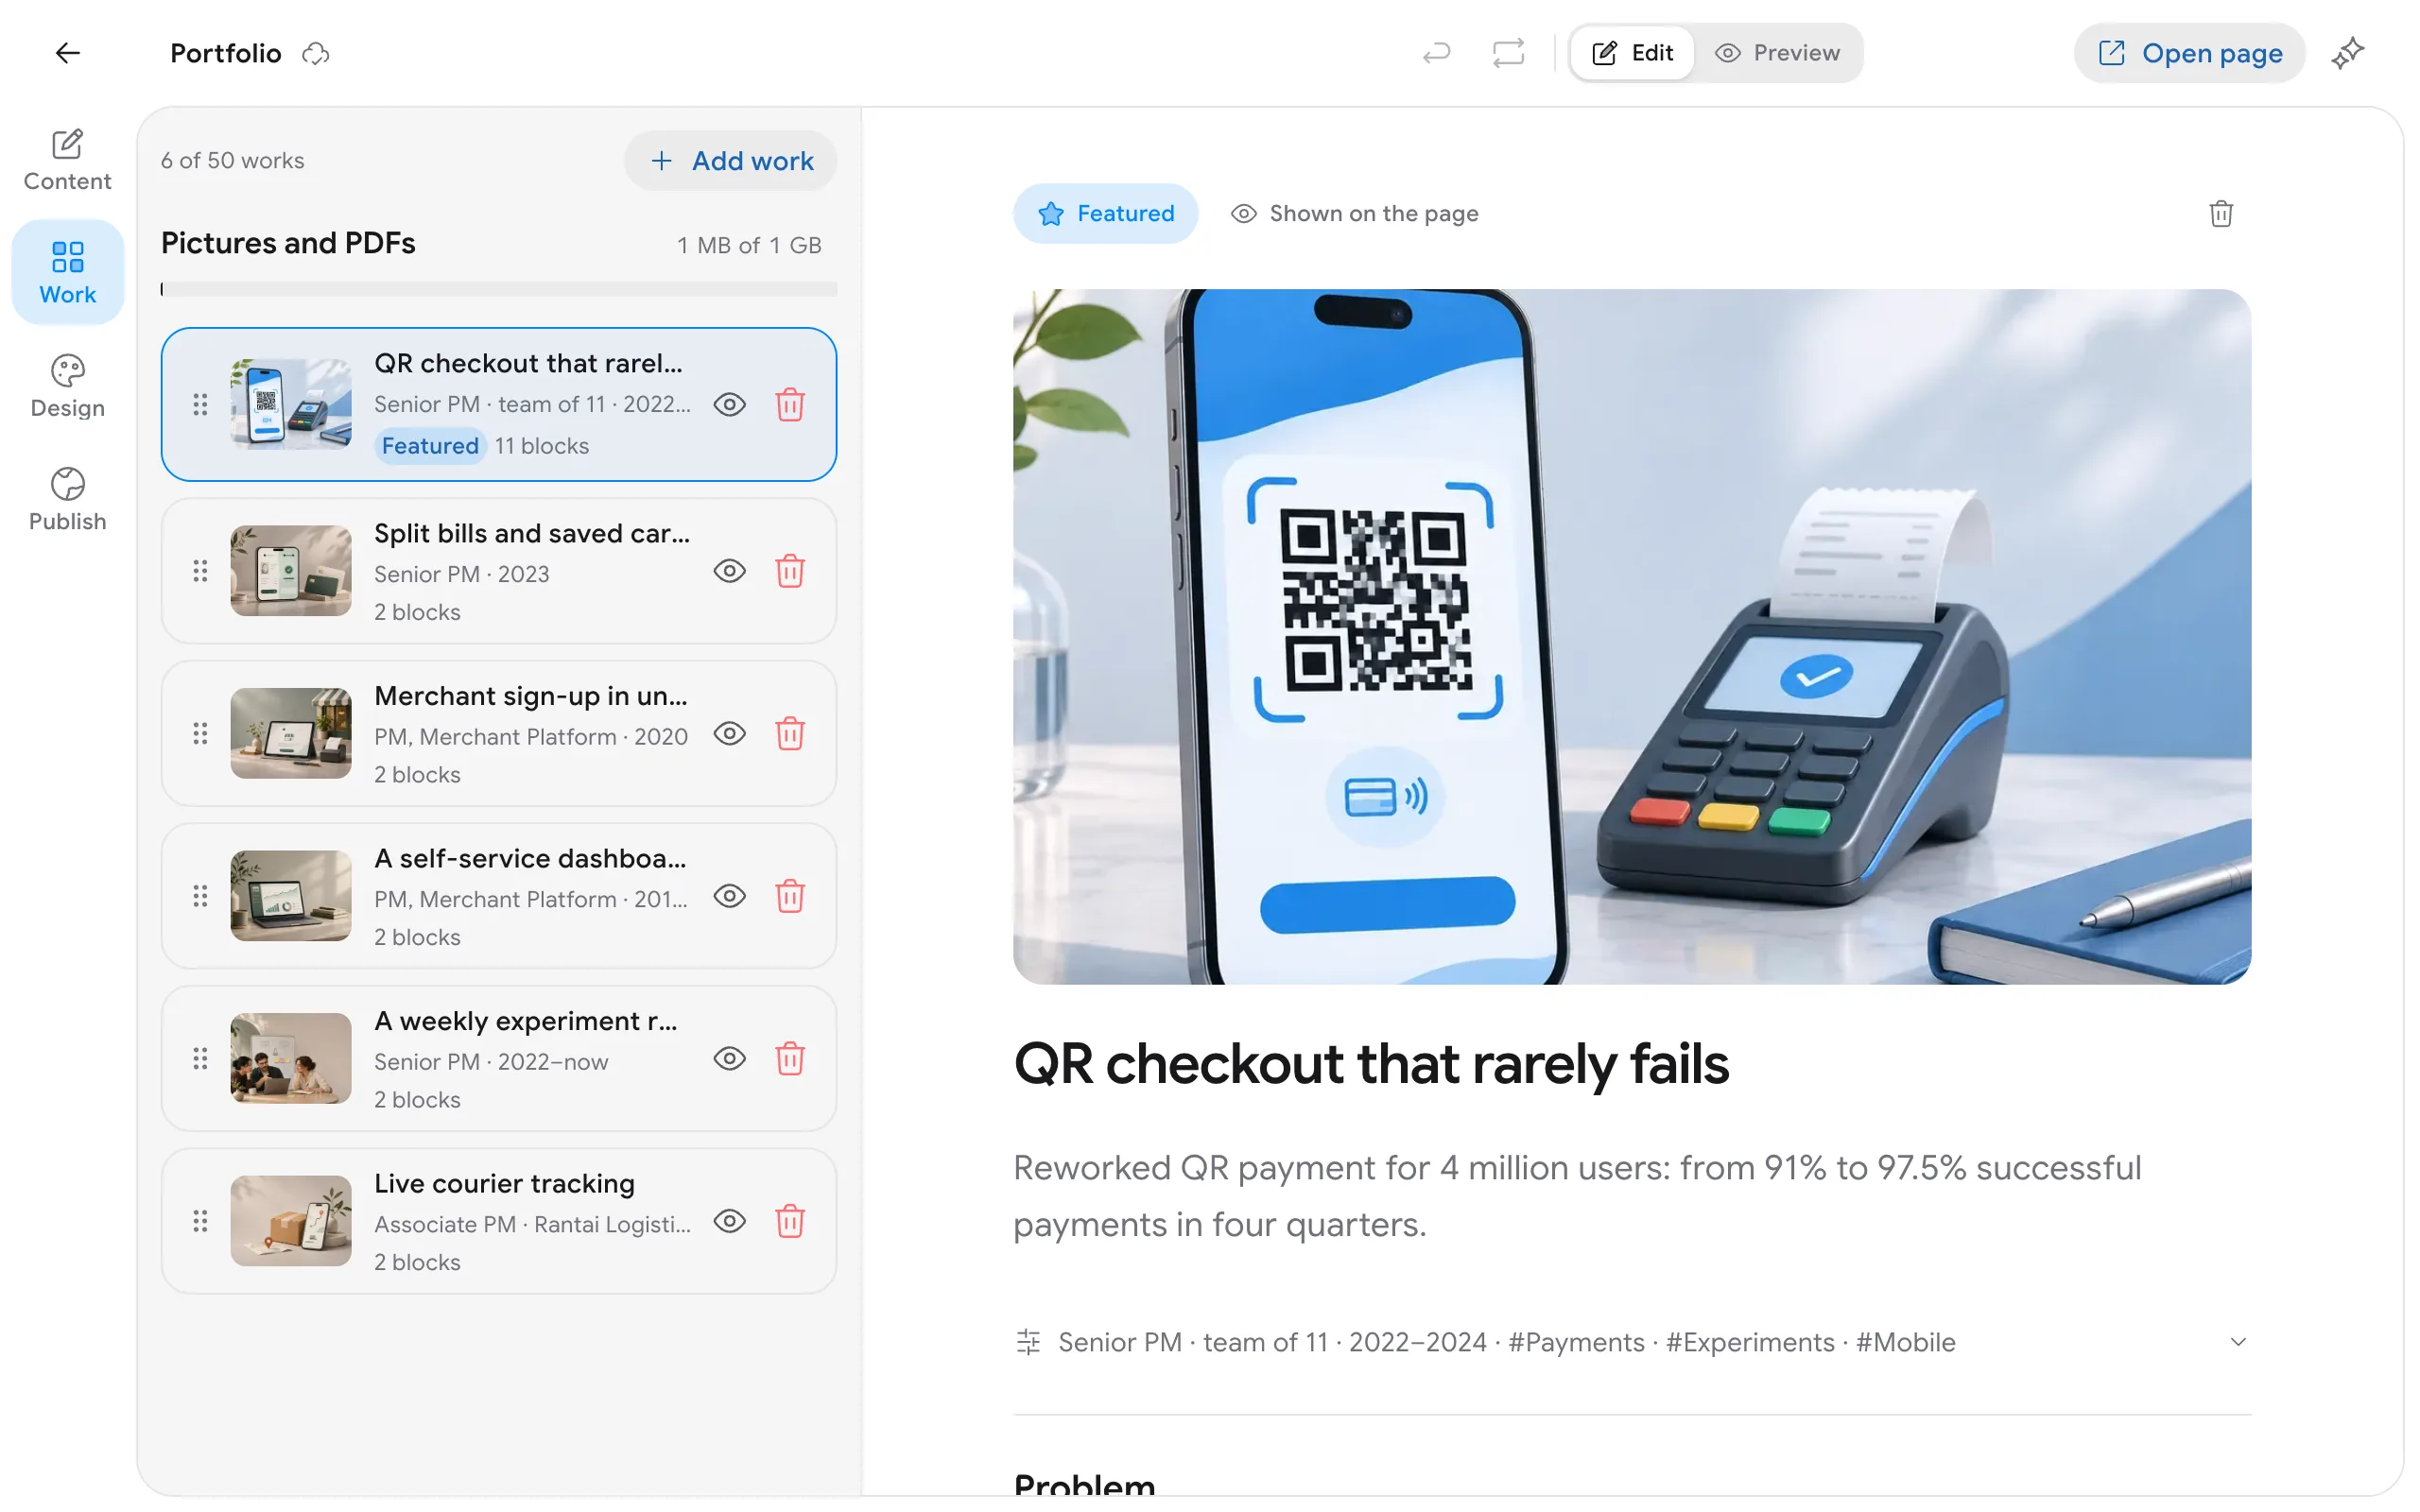 Portfolio
Edit
Preview
Open page
Content
Work
Design
Publish
6 of 50 works
Add work
Pictures and PDFs
1 MB of 1 GB
QR checkout that rarel...
Senior PM · team of 11 · 2022...
Featured
11 blocks
Split bills and saved car...
Senior PM · 2023
2 blocks
Merchant sign-up in un...
PM, Merchant Platform · 2020
2 blocks
A self-service dashboa...
PM, Merchant Platform · 201...
2 blocks
A weekly experiment r...
Senior PM · 2022–now
2 blocks
Live courier tracking
Associate PM · Rantai Logisti...
2 blocks
Featured
Shown on the page
QR checkout that rarely fails
Reworked QR payment for 4 million users: from 91% to 97.5% successful
payments in four quarters.
Senior PM · team of 11 · 2022–2024 · #Payments · #Experiments · #Mobile
Problem